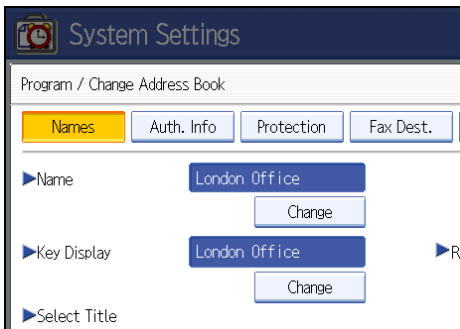 System Settings
Program / Change Address Book
Names Auth. Info Protection Fax Dest.
▶Name London Office
Change
▶Key Display London Office ▶R
Change
▶Select Title